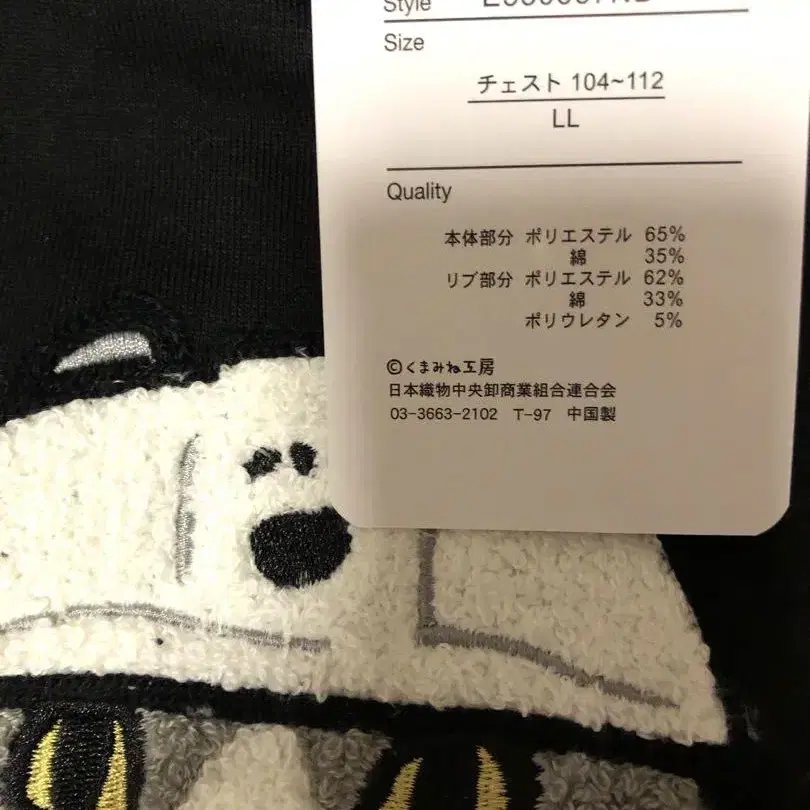 Style
Size
チェスト 104~112
LL
Quality
本体部分 ポリエステル 65%
綿 35%
リブ部分 ポリエステル 62%
綿 33%
ポリウレタン 5%
©くまみね工房
日本織物中央卸商業組合連合会
03-3663-2102 T-97 中国製